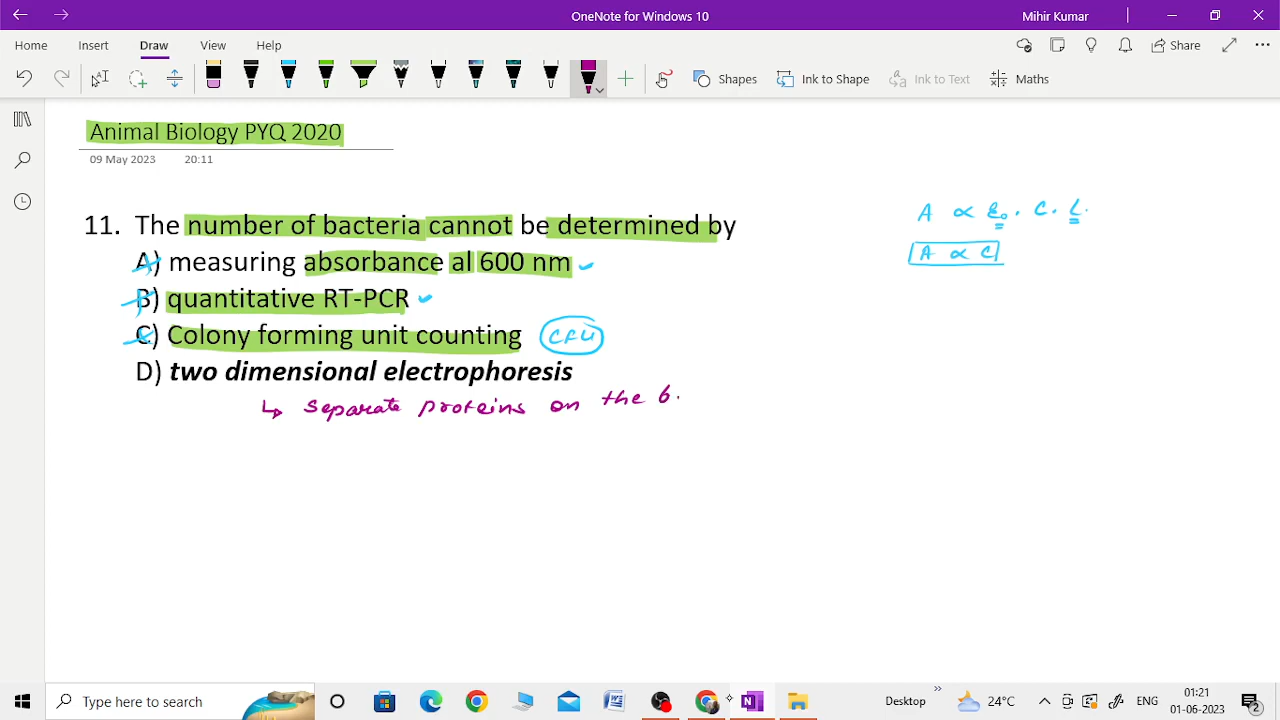 OneNote for Windows 10
Mihir Kumar
Home Insert Draw View Help
Share
Shapes Ink to Shape Ink to Text Maths
Animal Biology PYQ 2020
09 May 2023 20:11
A ∝ ε₀ . C . L .
A ∝ C
11. The number of bacteria cannot be determined by
A) measuring absorbance al 600 nm
B) quantitative RT-PCR
C) Colony forming unit counting CFU
D) two dimensional electrophoresis
↳ separate proteins on the b.
Type here to search
Desktop
24°C
ENG
01:21
01-06-2023
2